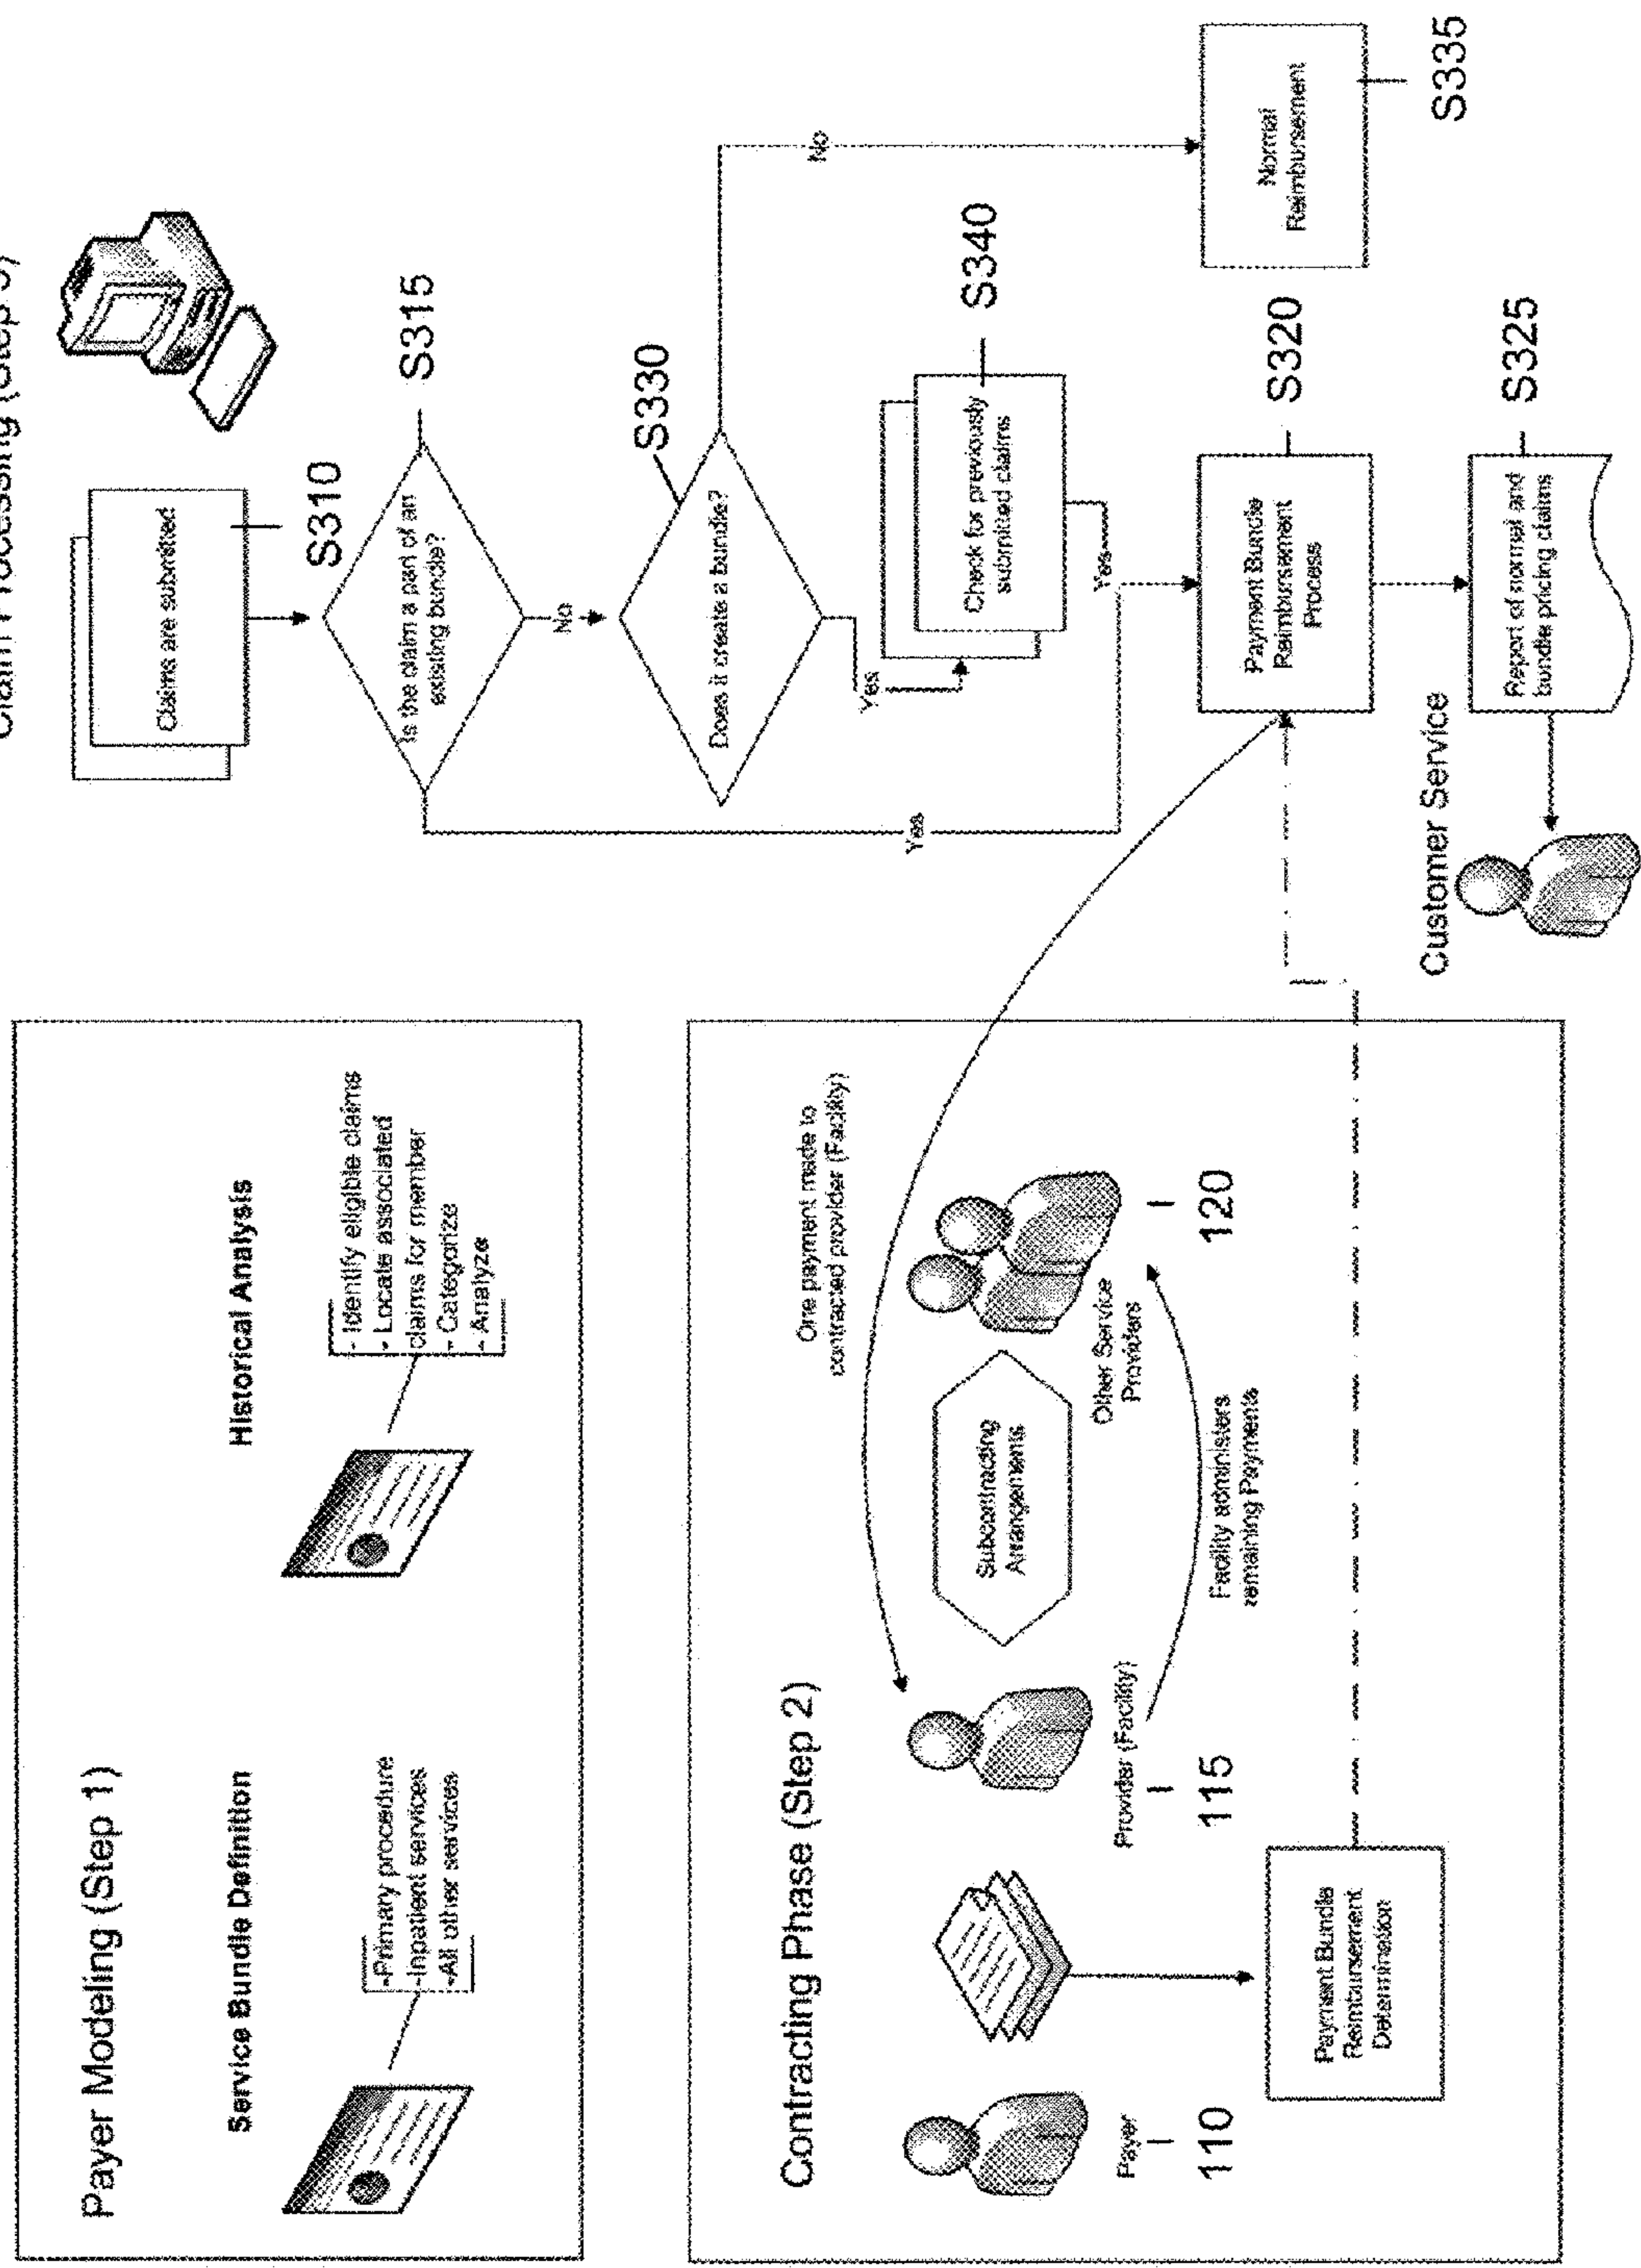 Payer Modeling (Step 1)
Service Bundle Definition
-Primary procedure
-Inpatient services
-All other services
Historical Analysis
- Identify eligible claims
- Locate associated
claims for member
- Categorize
- Analyze
Contracting Phase (Step 2)
Payer
110
Provider (Facility)
115
Subcontracting
Arrangements
Other Service
Providers
120
One payment made to
contracted provider (Facility)
Facility administers
remaining Payments
Payment Bundle
Reimbursement
Determination
Claim Processing (Step 3)
Claims are submitted
S310
Is the claim a part of an
existing bundle?
S315
No
Yes
Does it create a bundle?
S330
Yes
No
Check for previously
submitted claims
S340
Yes
Payment Bundle
Reimbursement
Process
S320
Normal
Reimbursement
S335
Report of normal and
bundle pricing claims
S325
Customer Service